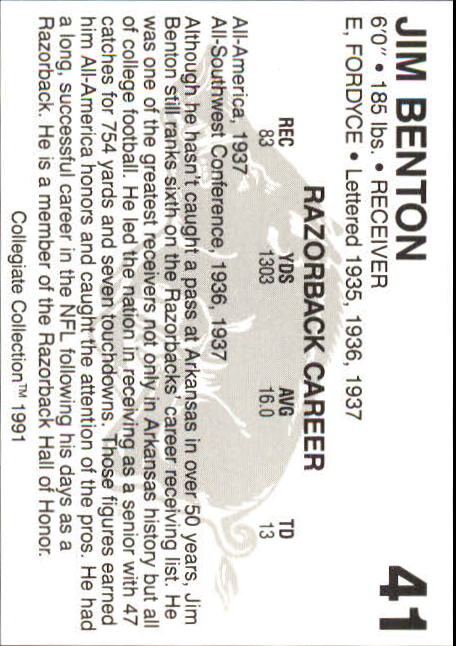 JIM BENTON 41
6'0" • 185 lbs. • RECEIVER
E, FORDYCE • Lettered 1935, 1936, 1937
RAZORBACK CAREER
REC YDS AVG TD
83 1303 16.0 13
All-America, 1937
All-Southwest Conference, 1936, 1937
Although he hasn't caught a pass at Arkansas in over 50 years, Jim
Benton still ranks sixth on the Razorbacks' career receiving list. He
was one of the greatest receivers not only in Arkansas history but all
of college football. He led the nation in receiving as a senior with 47
catches for 754 yards and seven touchdowns. Those figures earned
him All-America honors and caught the attention of the pros. He had
a long, successful career in the NFL following his days as a
Razorback. He is a member of the Razorback Hall of Honor.
Collegiate Collection™ 1991